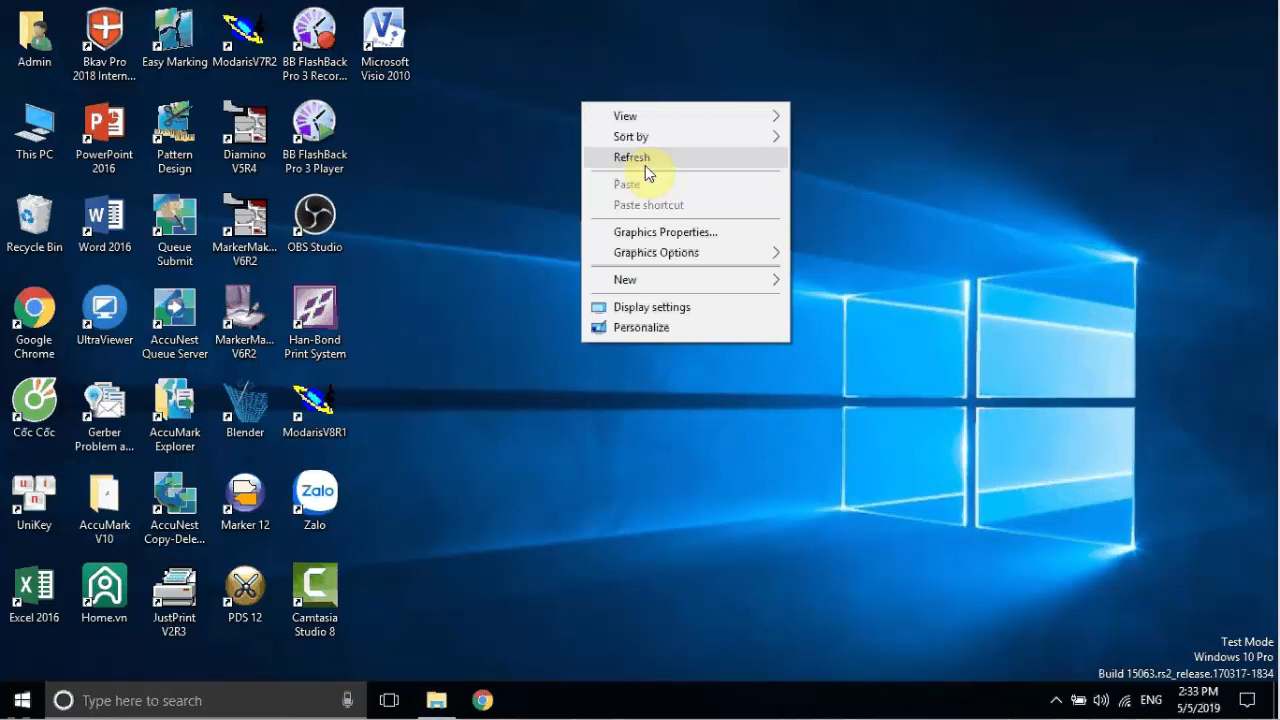 Admin
Bkav Pro
2018 Intern...
Easy Marking
ModarisV7R2
BB FlashBack
Pro 3 Recor...
Microsoft
Visio 2010
This PC
PowerPoint
2016
Pattern
Design
Diamino
V5R4
BB FlashBack
Pro 3 Player
Recycle Bin
Word 2016
Queue
Submit
MarkerMak...
V6R2
OBS Studio
Google
Chrome
UltraViewer
AccuNest
Queue Server
MarkerMa...
V6R2
Han-Bond
Print System
Cốc Cốc
Gerber
Problem a...
AccuMark
Explorer
Blender
ModarisV8R1
UniKey
AccuMark
V10
AccuNest
Copy-Dele...
Marker 12
Zalo
Zalo
Excel 2016
Home.vn
JustPrint
V2R3
PDS 12
Camtasia
Studio 8
View
Sort by
Refresh
Paste
Paste shortcut
Graphics Properties...
Graphics Options
New
Display settings
Personalize
Test Mode
Windows 10 Pro
Build 15063.rs2_release.170317-1834
Type here to search
ENG
2:33 PM
5/5/2019